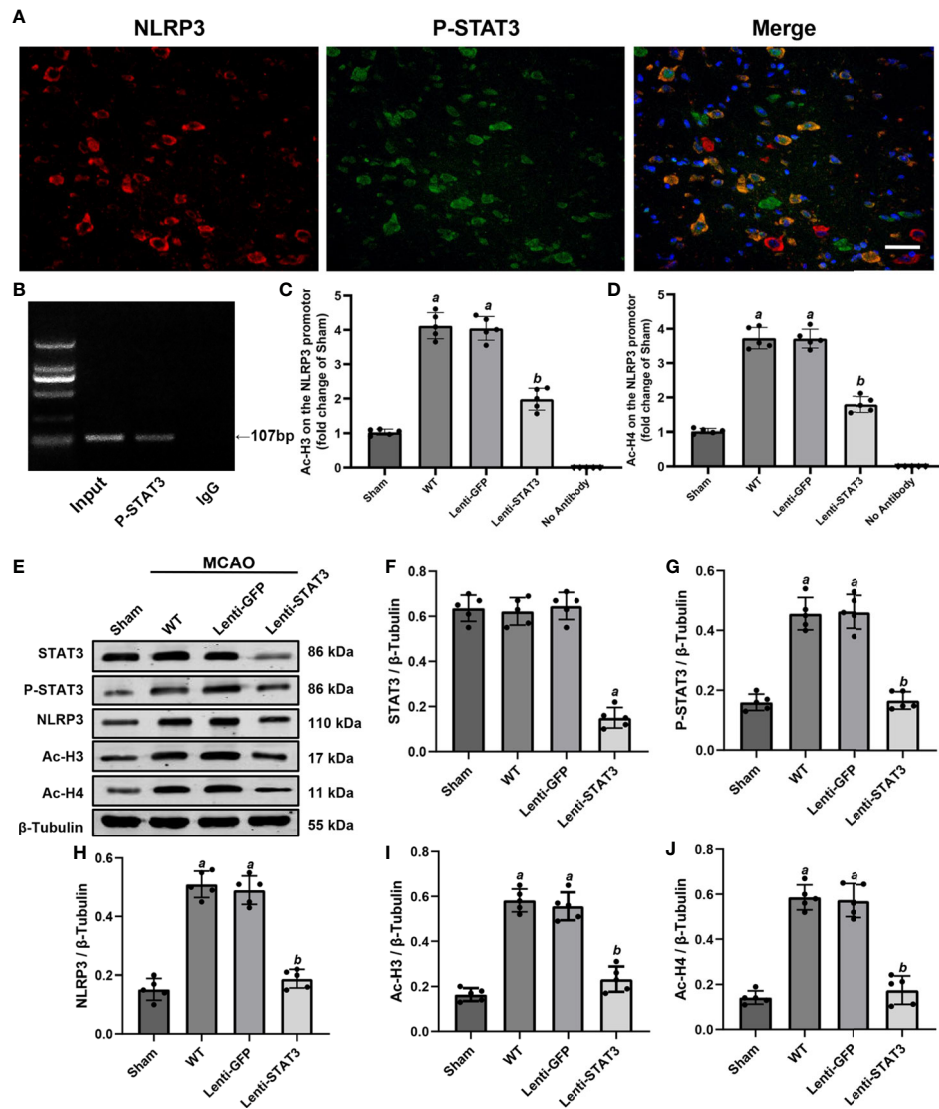 A
NLRP3
P-STAT3
Merge
B
←107bp
Input
P-STAT3
IgG
C
Ac-H3 on the NLRP3 promotor
(fold change of Sham)
5
4
3
2
1
0
a
a
b
Sham
WT
Lenti-GFP
Lenti-STAT3
No Antibody
D
Ac-H4 on the NLRP3 promotor
(fold change of Sham)
5
4
3
2
1
0
a
a
b
Sham
WT
Lenti-GFP
Lenti-STAT3
No Antibody
E
MCAO
Sham
WT
Lenti-GFP
Lenti-STAT3
STAT3 86 kDa
P-STAT3 86 kDa
NLRP3 110 kDa
Ac-H3 17 kDa
Ac-H4 11 kDa
β-Tubulin 55 kDa
F
STAT3 / β-Tubulin
0.8
0.6
0.4
0.2
0.0
a
Sham
WT
Lenti-GFP
Lenti-STAT3
G
P-STAT3 / β-Tubulin
0.6
0.4
0.2
0.0
a
a
b
Sham
WT
Lenti-GFP
Lenti-STAT3
H
NLRP3 / β-Tubulin
0.6
0.4
0.2
0.0
a
a
b
Sham
WT
Lenti-GFP
Lenti-STAT3
I
Ac-H3 / β-Tubulin
0.8
0.6
0.4
0.2
0.0
a
a
b
Sham
WT
Lenti-GFP
Lenti-STAT3
J
Ac-H4 / β-Tubulin
0.8
0.6
0.4
0.2
0.0
a
a
b
Sham
WT
Lenti-GFP
Lenti-STAT3